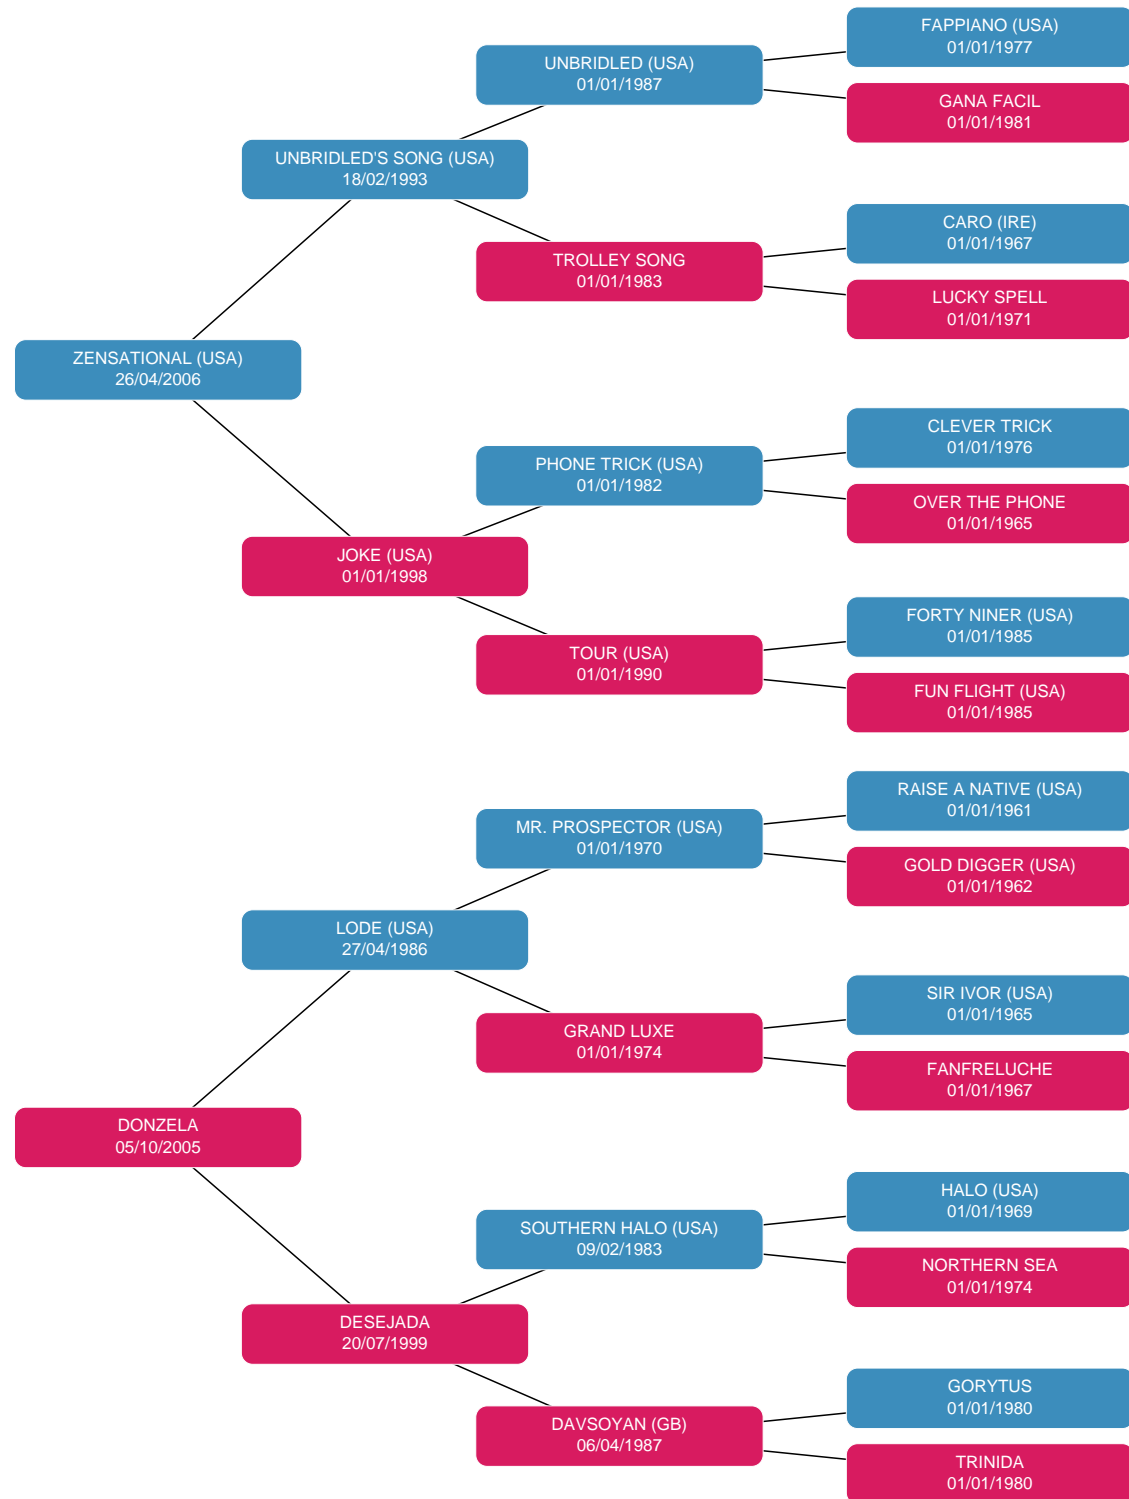 FAPPIANO (USA)
01/01/1977
UNBRIDLED (USA)
01/01/1987
GANA FACIL
01/01/1981
UNBRIDLED'S SONG (USA)
18/02/1993
CARO (IRE)
01/01/1967
TROLLEY SONG
01/01/1983
LUCKY SPELL
01/01/1971
ZENSATIONAL (USA)
26/04/2006
CLEVER TRICK
01/01/1976
PHONE TRICK (USA)
01/01/1982
OVER THE PHONE
01/01/1965
JOKE (USA)
01/01/1998
FORTY NINER (USA)
01/01/1985
TOUR (USA)
01/01/1990
FUN FLIGHT (USA)
01/01/1985
RAISE A NATIVE (USA)
01/01/1961
MR. PROSPECTOR (USA)
01/01/1970
GOLD DIGGER (USA)
01/01/1962
LODE (USA)
27/04/1986
SIR IVOR (USA)
01/01/1965
GRAND LUXE
01/01/1974
FANFRELUCHE
01/01/1967
DONZELA
05/10/2005
HALO (USA)
01/01/1969
SOUTHERN HALO (USA)
09/02/1983
NORTHERN SEA
01/01/1974
DESEJADA
20/07/1999
GORYTUS
01/01/1980
DAVSOYAN (GB)
06/04/1987
TRINIDA
01/01/1980